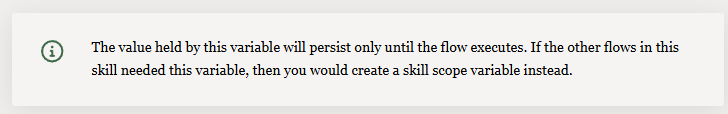 The value held by this variable will persist only until the flow executes. If the other flows in this
skill needed this variable, then you would create a skill scope variable instead.